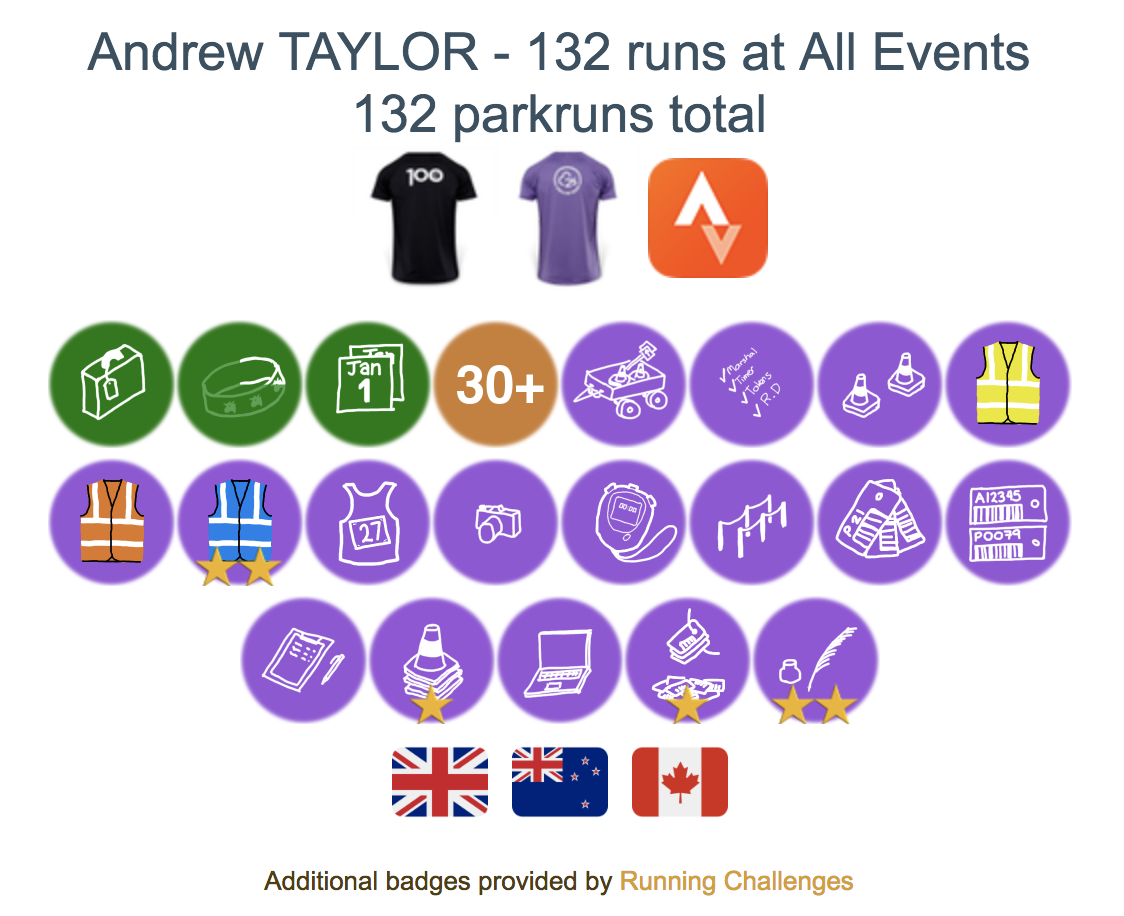 Andrew TAYLOR - 132 runs at All Events
132 parkruns total
100
Jan
Jan
1
30+
✓Marshal
✓Timer
✓Tokens
✓R.D
27
00:00
P21
A12345
P0079
Additional badges provided by Running Challenges